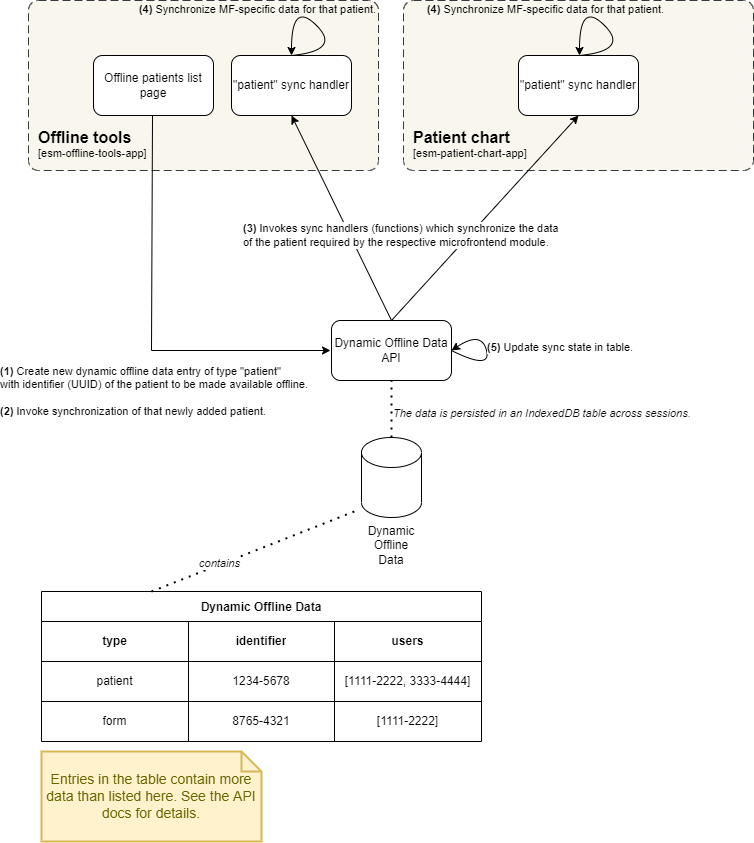 (4) Synchronize MF-specific data for that patient.
(4) Synchronize MF-specific data for that patient.
Offline patients list
page
"patient" sync handler
"patient" sync handler
Offline tools
[esm-offline-tools-app]
Patient chart
[esm-patient-chart-app]
(3) Invokes sync handlers (functions) which synchronize the data
of the patient required by the respective microfrontend module.
Dynamic Offline Data
API
(5) Update sync state in table.
(1) Create new dynamic offline data entry of type "patient"
with identifier (UUID) of the patient to be made available offline.
(2) Invoke synchronization of that newly added patient.
The data is persisted in an IndexedDB table across sessions.
Dynamic
Offline
Data
contains
Dynamic Offline Data
type identifier users
patient 1234-5678 [1111-2222, 3333-4444]
form 8765-4321 [1111-2222]
Entries in the table contain more
data than listed here. See the API
docs for details.